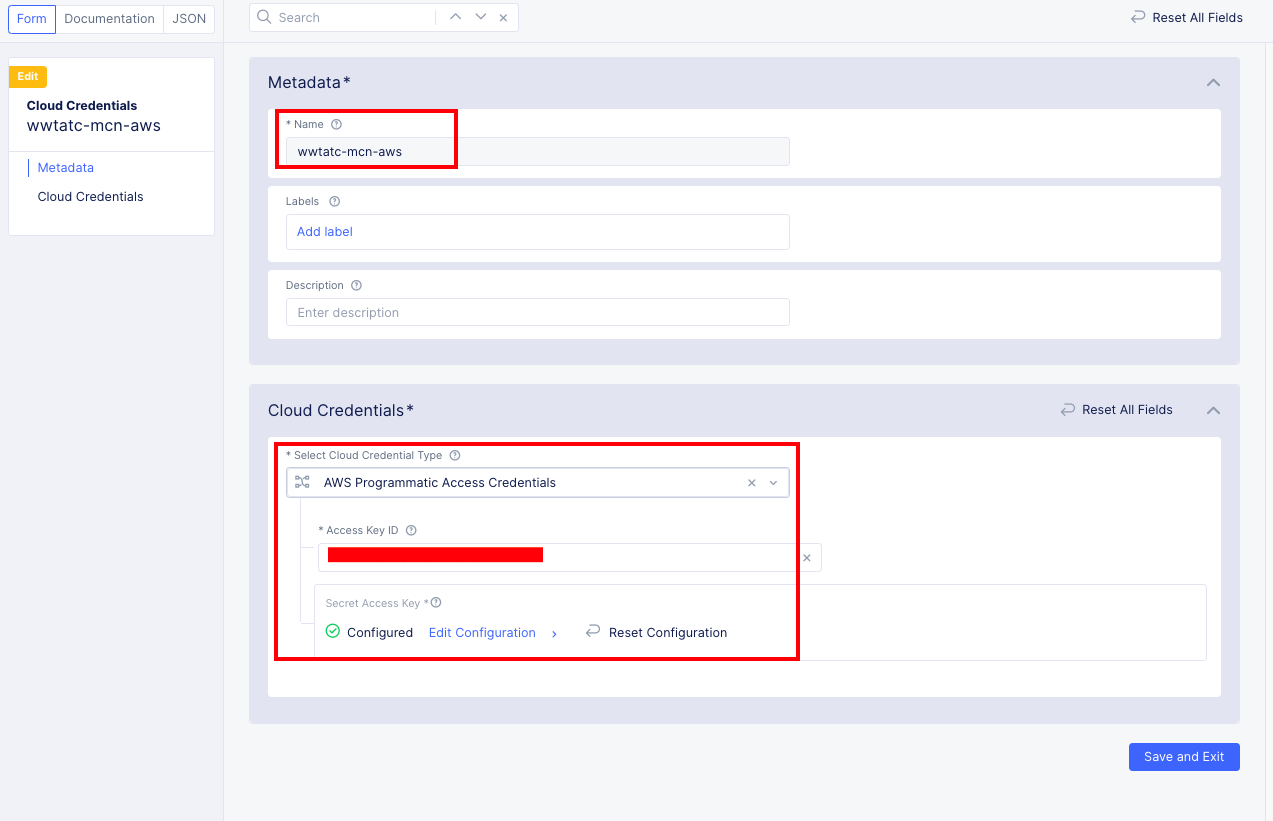 Form Documentation JSON
Search
Reset All Fields
Edit
Cloud Credentials
wwtatc-mcn-aws
Metadata
Cloud Credentials
Metadata*
* Name
wwtatc-mcn-aws
Labels
Add label
Description
Enter description
Cloud Credentials*
Reset All Fields
* Select Cloud Credential Type
AWS Programmatic Access Credentials
* Access Key ID
Secret Access Key *
Configured Edit Configuration Reset Configuration
Save and Exit